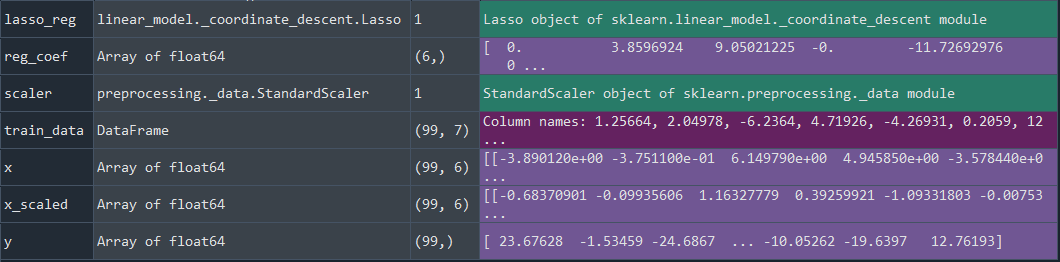 lasso_reg linear_model._coordinate_descent.Lasso 1 Lasso object of sklearn.linear_model._coordinate_descent module
reg_coef Array of float64 (6,) [ 0. 3.8596924 9.05021225 -0. -11.72692976
0 ...
scaler preprocessing._data.StandardScaler 1 StandardScaler object of sklearn.preprocessing._data module
train_data DataFrame (99, 7) Column names: 1.25664, 2.04978, -6.2364, 4.71926, -4.26931, 0.2059, 12
...
x Array of float64 (99, 6) [[-3.890120e+00 -3.751100e-01 6.149790e+00 4.945850e+00 -3.578440e+0
...
x_scaled Array of float64 (99, 6) [[-0.68370901 -0.09935606 1.16327779 0.39259921 -1.09331803 -0.00753
...
y Array of float64 (99,) [ 23.67628 -1.53459 -24.6867 ... -10.05262 -19.6397 12.76193]